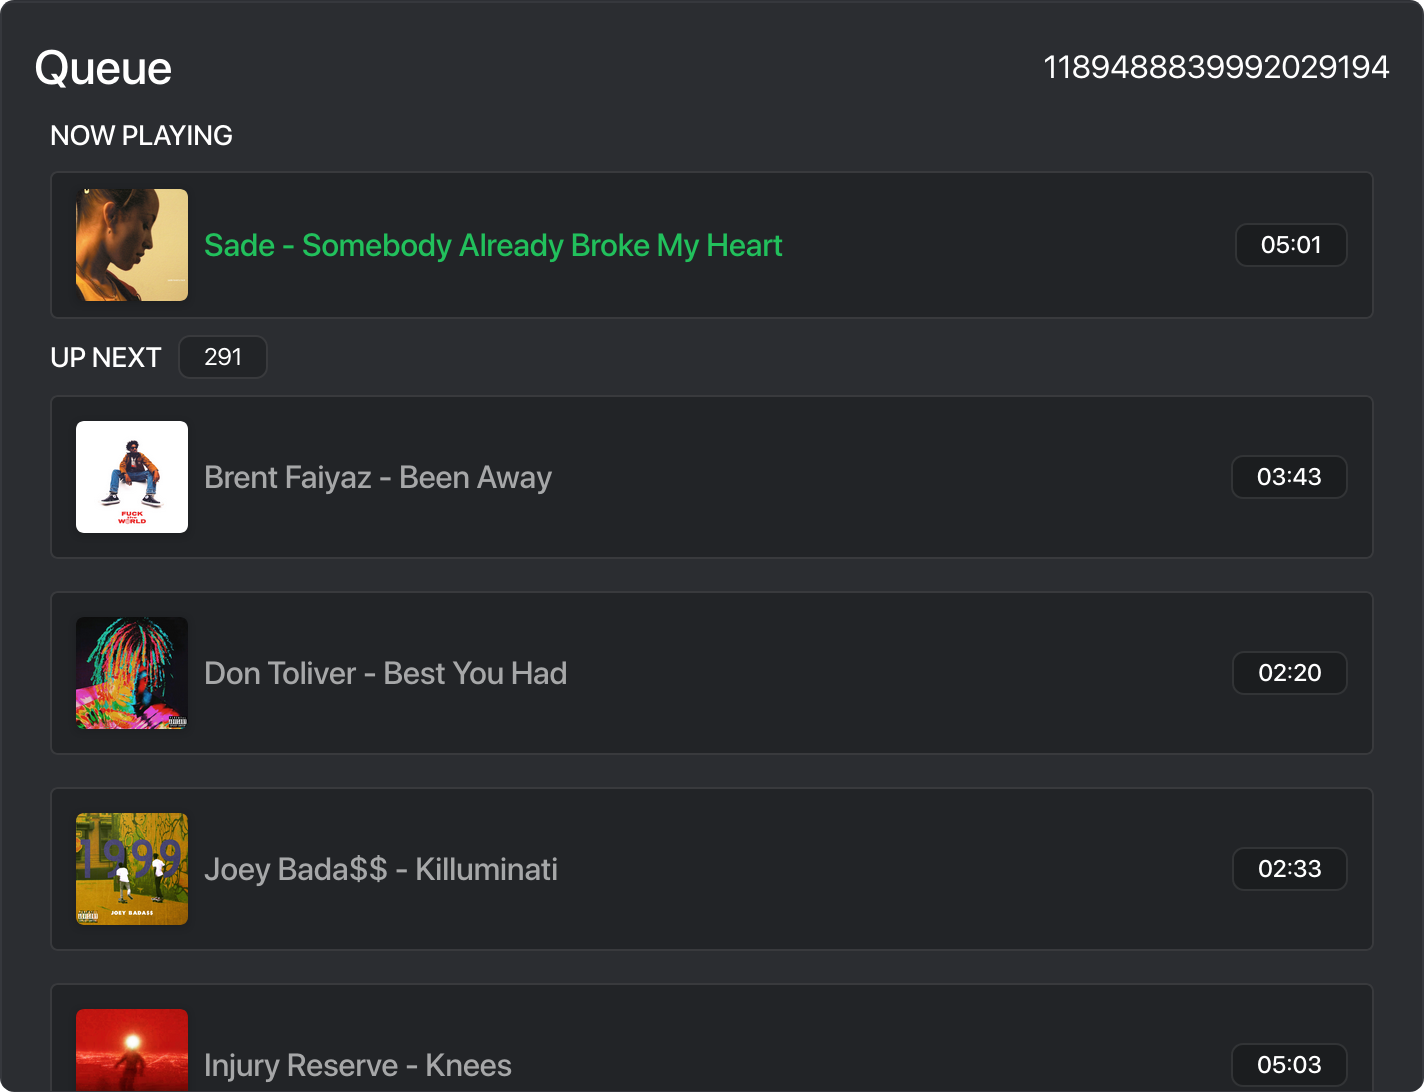 Queue
1189488839992029194
NOW PLAYING
Sade - Somebody Already Broke My Heart
05:01
UP NEXT
291
FUCK
WORLD
Brent Faiyaz - Been Away
03:43
Don Toliver - Best You Had
02:20
1999
JOEY BADA$$
Joey Bada$$ - Killuminati
02:33
Injury Reserve - Knees
05:03